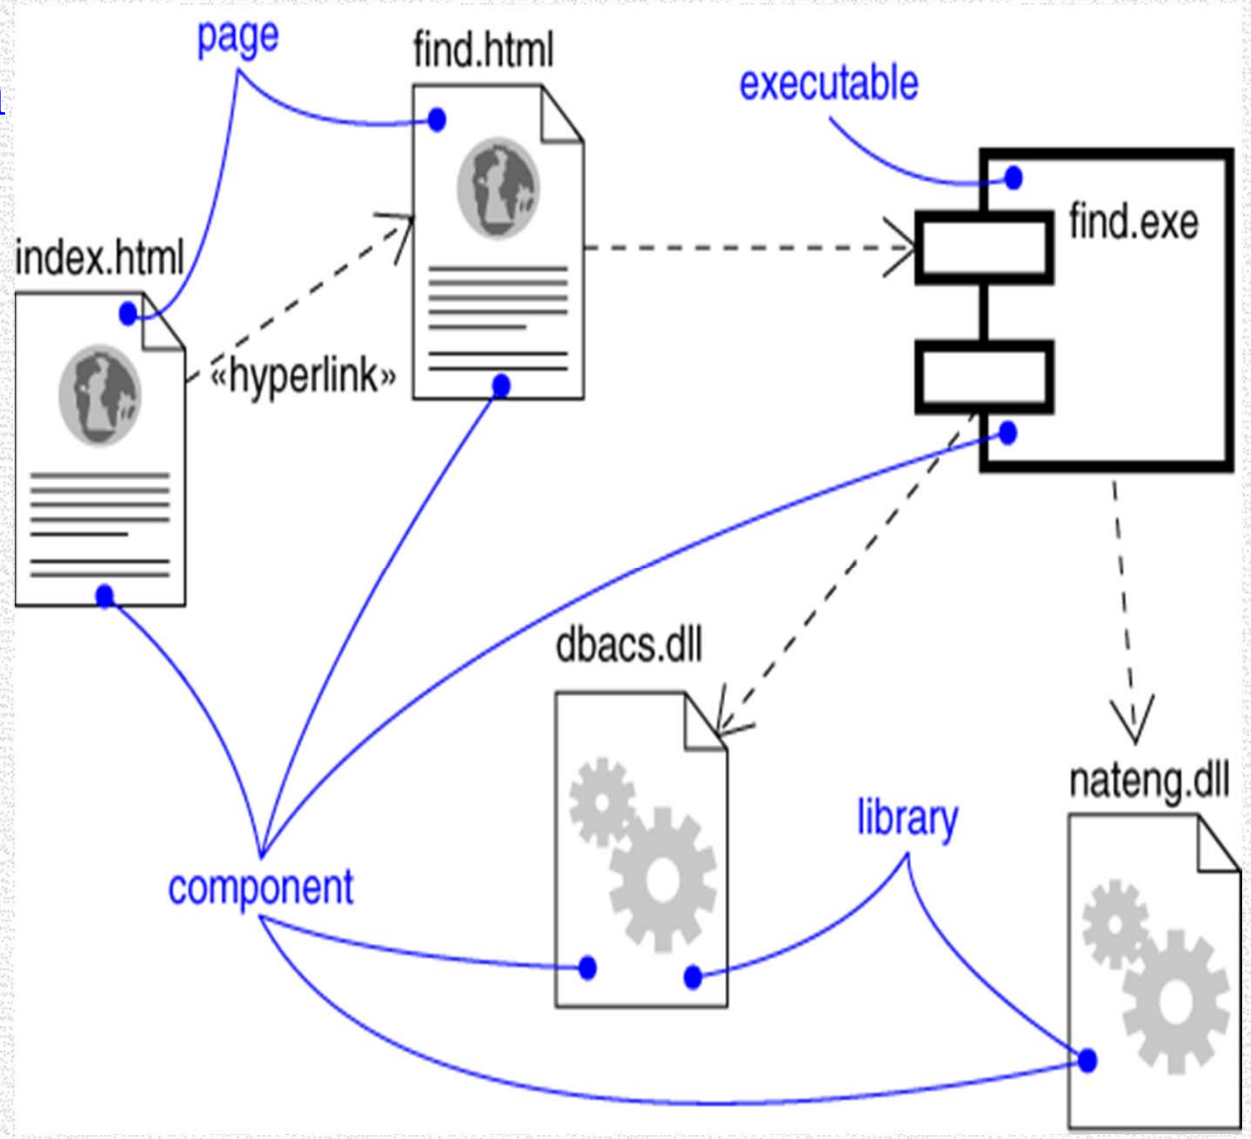 page
find.html
executable
find.exe
index.html
«hyperlink»
dbacs.dll
nateng.dll
library
component